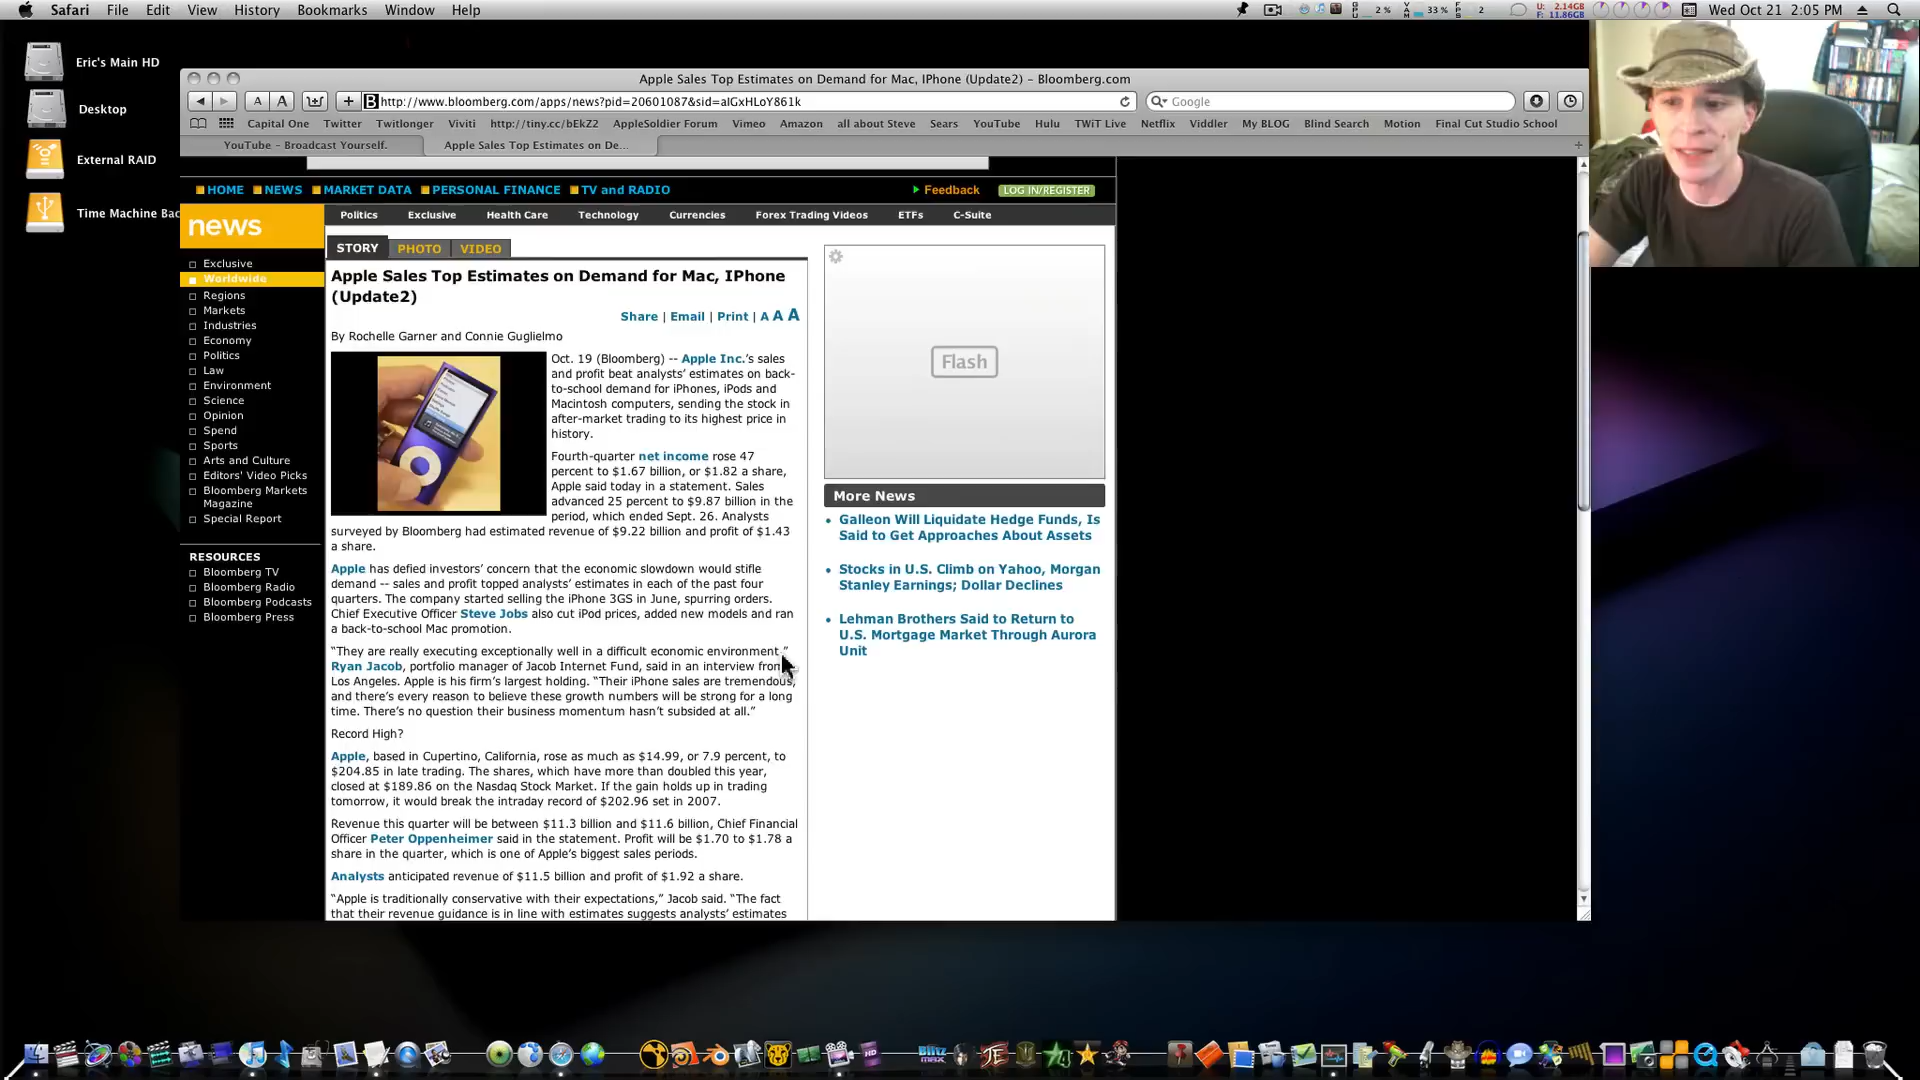 Safari File Edit View History Bookmarks Window Help
2 % 33 % 2 U: 2.14GB F: 11.86GB Wed Oct 21 2:05 PM
Eric's Main HD
Desktop
External RAID
Time Machine Bac
Apple Sales Top Estimates on Demand for Mac, IPhone (Update2) – Bloomberg.com
A A + B http://www.bloomberg.com/apps/news?pid=20601087&sid=aIGxHLoY861k Google
Capital One Twitter Twitlonger Viviti http://tiny.cc/bEkZ2 AppleSoldier Forum Vimeo Amazon all about Steve Sears YouTube Hulu TWiT Live Netflix Viddler My BLOG Blind Search Motion Final Cut Studio School
YouTube – Broadcast Yourself. Apple Sales Top Estimates on De...
HOME NEWS MARKET DATA PERSONAL FINANCE TV and RADIO Feedback LOG IN/REGISTER
news
Politics Exclusive Health Care Technology Currencies Forex Trading Videos ETFs C-Suite
Exclusive
Worldwide
Regions
Markets
Industries
Economy
Politics
Law
Environment
Science
Opinion
Spend
Sports
Arts and Culture
Editors' Video Picks
Bloomberg Markets
Magazine
Special Report
RESOURCES
Bloomberg TV
Bloomberg Radio
Bloomberg Podcasts
Bloomberg Press
STORY PHOTO VIDEO
Apple Sales Top Estimates on Demand for Mac, IPhone
(Update2)
Share | Email | Print | A A A
By Rochelle Garner and Connie Guglielmo
Oct. 19 (Bloomberg) -- Apple Inc.'s sales
and profit beat analysts' estimates on back-
to-school demand for iPhones, iPods and
Macintosh computers, sending the stock in
after-market trading to its highest price in
history.
Fourth-quarter net income rose 47
percent to $1.67 billion, or $1.82 a share,
Apple said today in a statement. Sales
advanced 25 percent to $9.87 billion in the
period, which ended Sept. 26. Analysts
surveyed by Bloomberg had estimated revenue of $9.22 billion and profit of $1.43
a share.
Apple has defied investors' concern that the economic slowdown would stifle
demand -- sales and profit topped analysts' estimates in each of the past four
quarters. The company started selling the iPhone 3GS in June, spurring orders.
Chief Executive Officer Steve Jobs also cut iPod prices, added new models and ran
a back-to-school Mac promotion.
“They are really executing exceptionally well in a difficult economic environment,”
Ryan Jacob, portfolio manager of Jacob Internet Fund, said in an interview from
Los Angeles. Apple is his firm's largest holding. “Their iPhone sales are tremendous,
and there's every reason to believe these growth numbers will be strong for a long
time. There's no question their business momentum hasn't subsided at all.”
Record High?
Apple, based in Cupertino, California, rose as much as $14.99, or 7.9 percent, to
$204.85 in late trading. The shares, which have more than doubled this year,
closed at $189.86 on the Nasdaq Stock Market. If the gain holds up in trading
tomorrow, it would break the intraday record of $202.96 set in 2007.
Revenue this quarter will be between $11.3 billion and $11.6 billion, Chief Financial
Officer Peter Oppenheimer said in the statement. Profit will be $1.70 to $1.78 a
share in the quarter, which is one of Apple's biggest sales periods.
Analysts anticipated revenue of $11.5 billion and profit of $1.92 a share.
“Apple is traditionally conservative with their expectations,” Jacob said. “The fact
that their revenue guidance is in line with estimates suggests analysts' estimates
Flash
More News
Galleon Will Liquidate Hedge Funds, Is
Said to Get Approaches About Assets
Stocks in U.S. Climb on Yahoo, Morgan
Stanley Earnings; Dollar Declines
Lehman Brothers Said to Return to
U.S. Mortgage Market Through Aurora
Unit